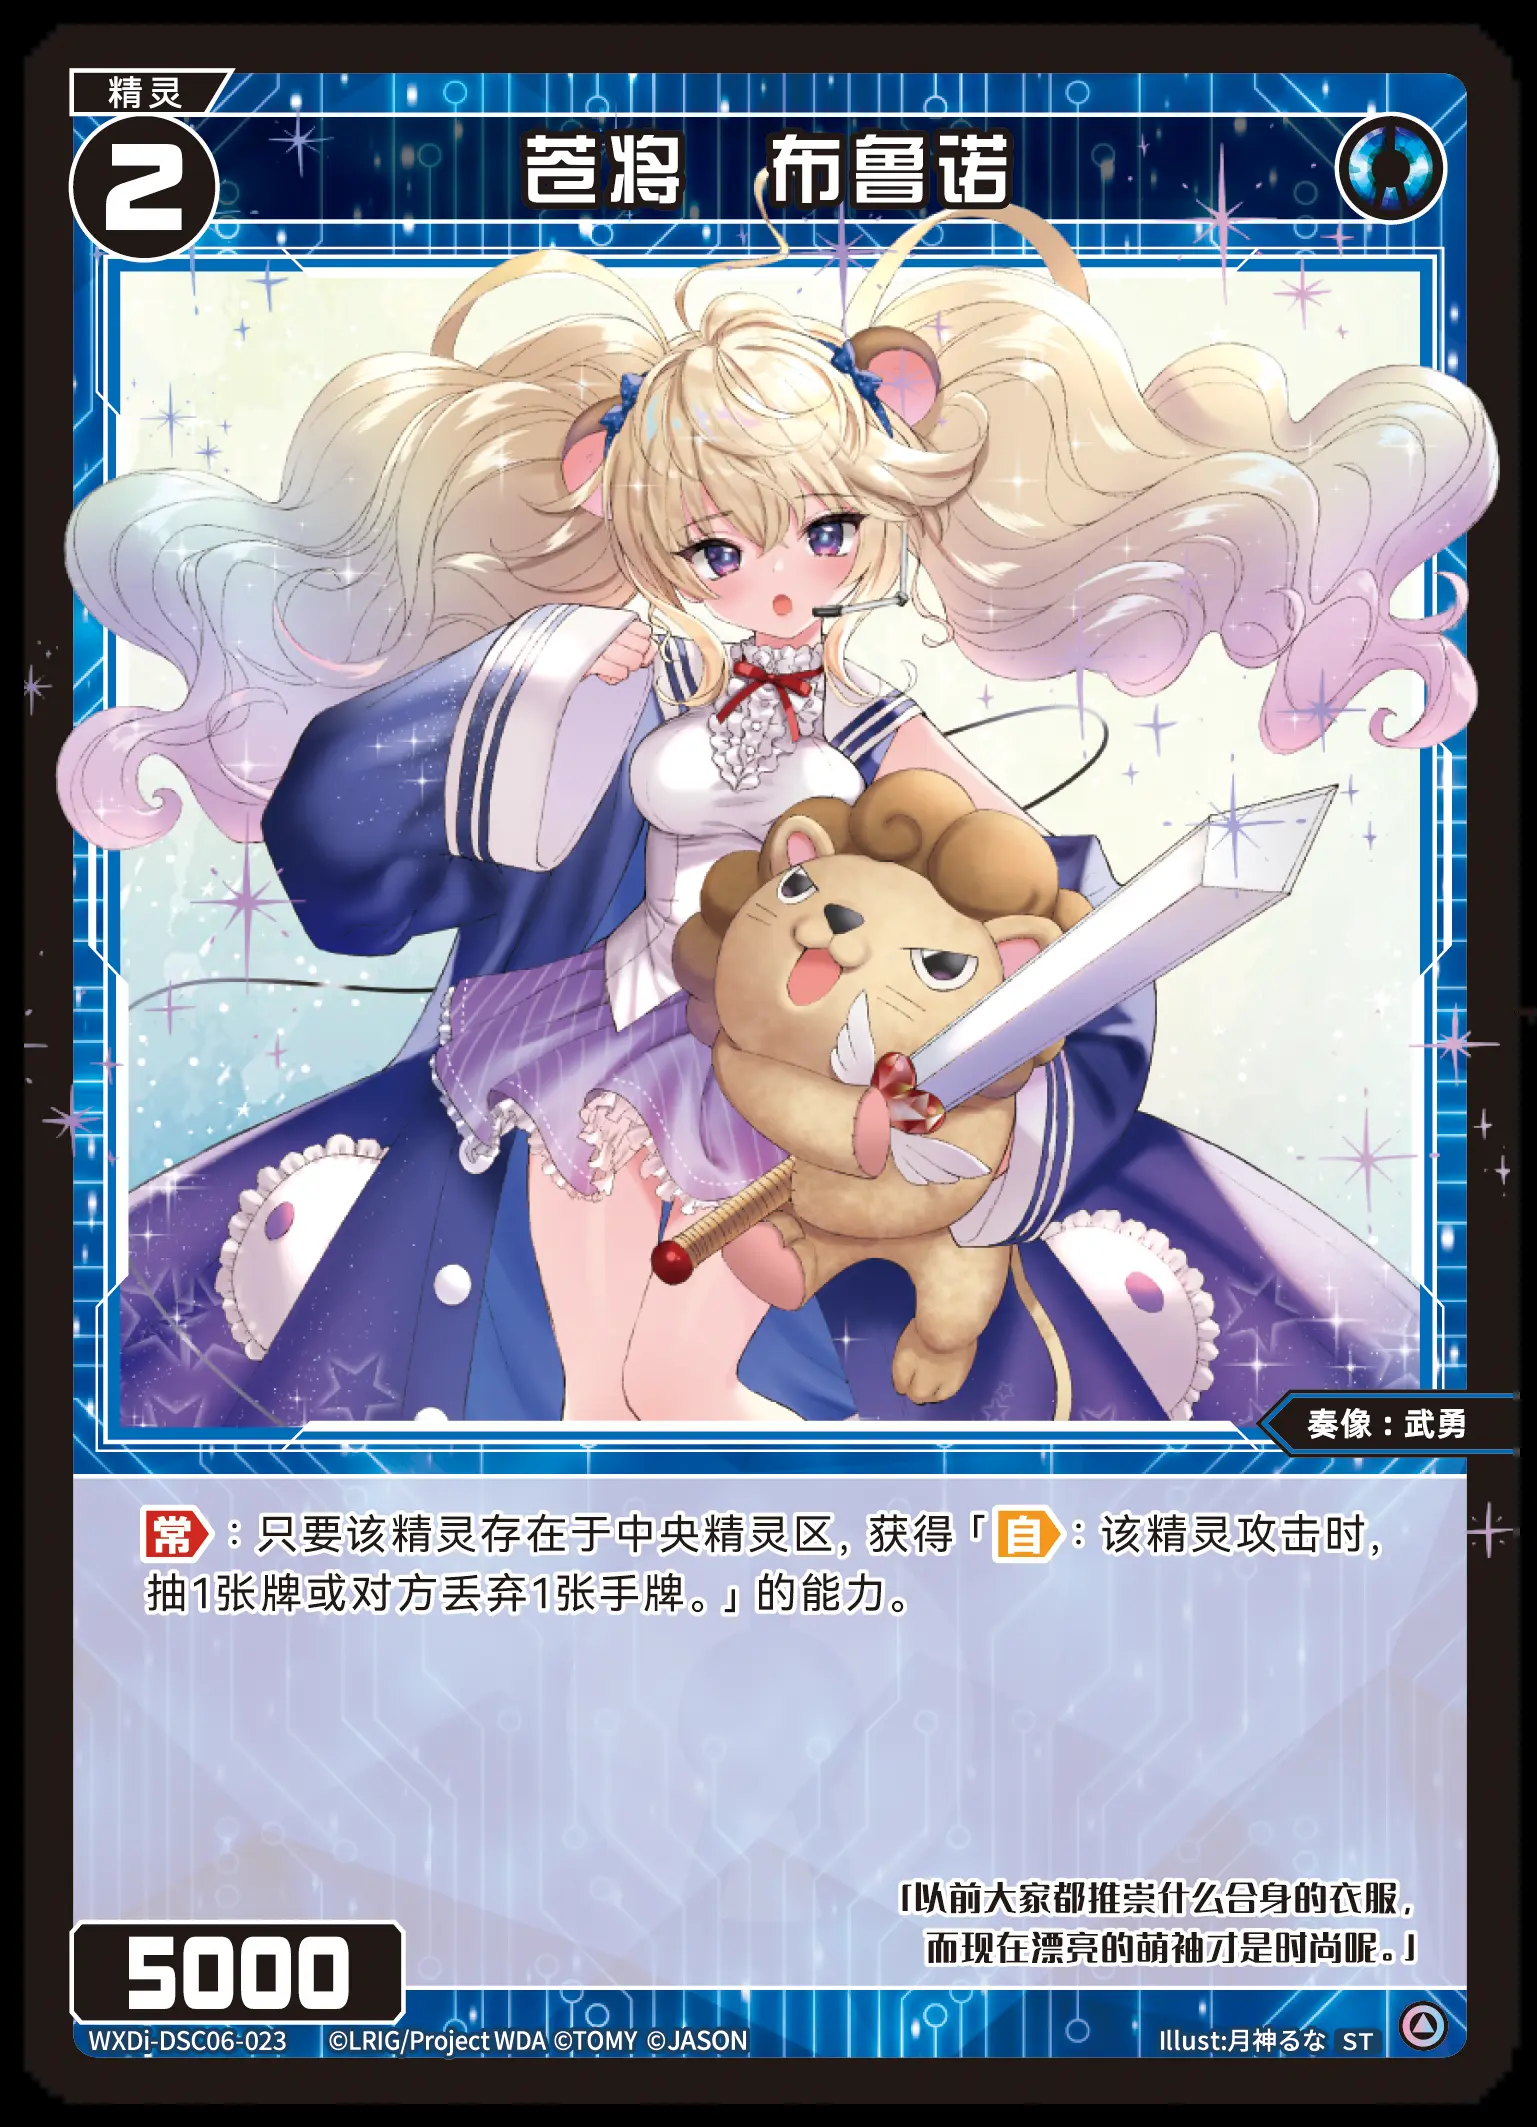 精灵
2
苍将 布鲁诺
奏像：武勇
常：只要该精灵存在于中央精灵区，获得「自：该精灵攻击时，
抽1张牌或对方丢弃1张手牌。」的能力。
「以前大家都推崇什么合身的衣服，
而现在漂亮的萌袖才是时尚呢。」
5000
WXDi-DSC06-023 ©LRIG/Project WDA ©TOMY ©JASON
Illust:月神るな ST